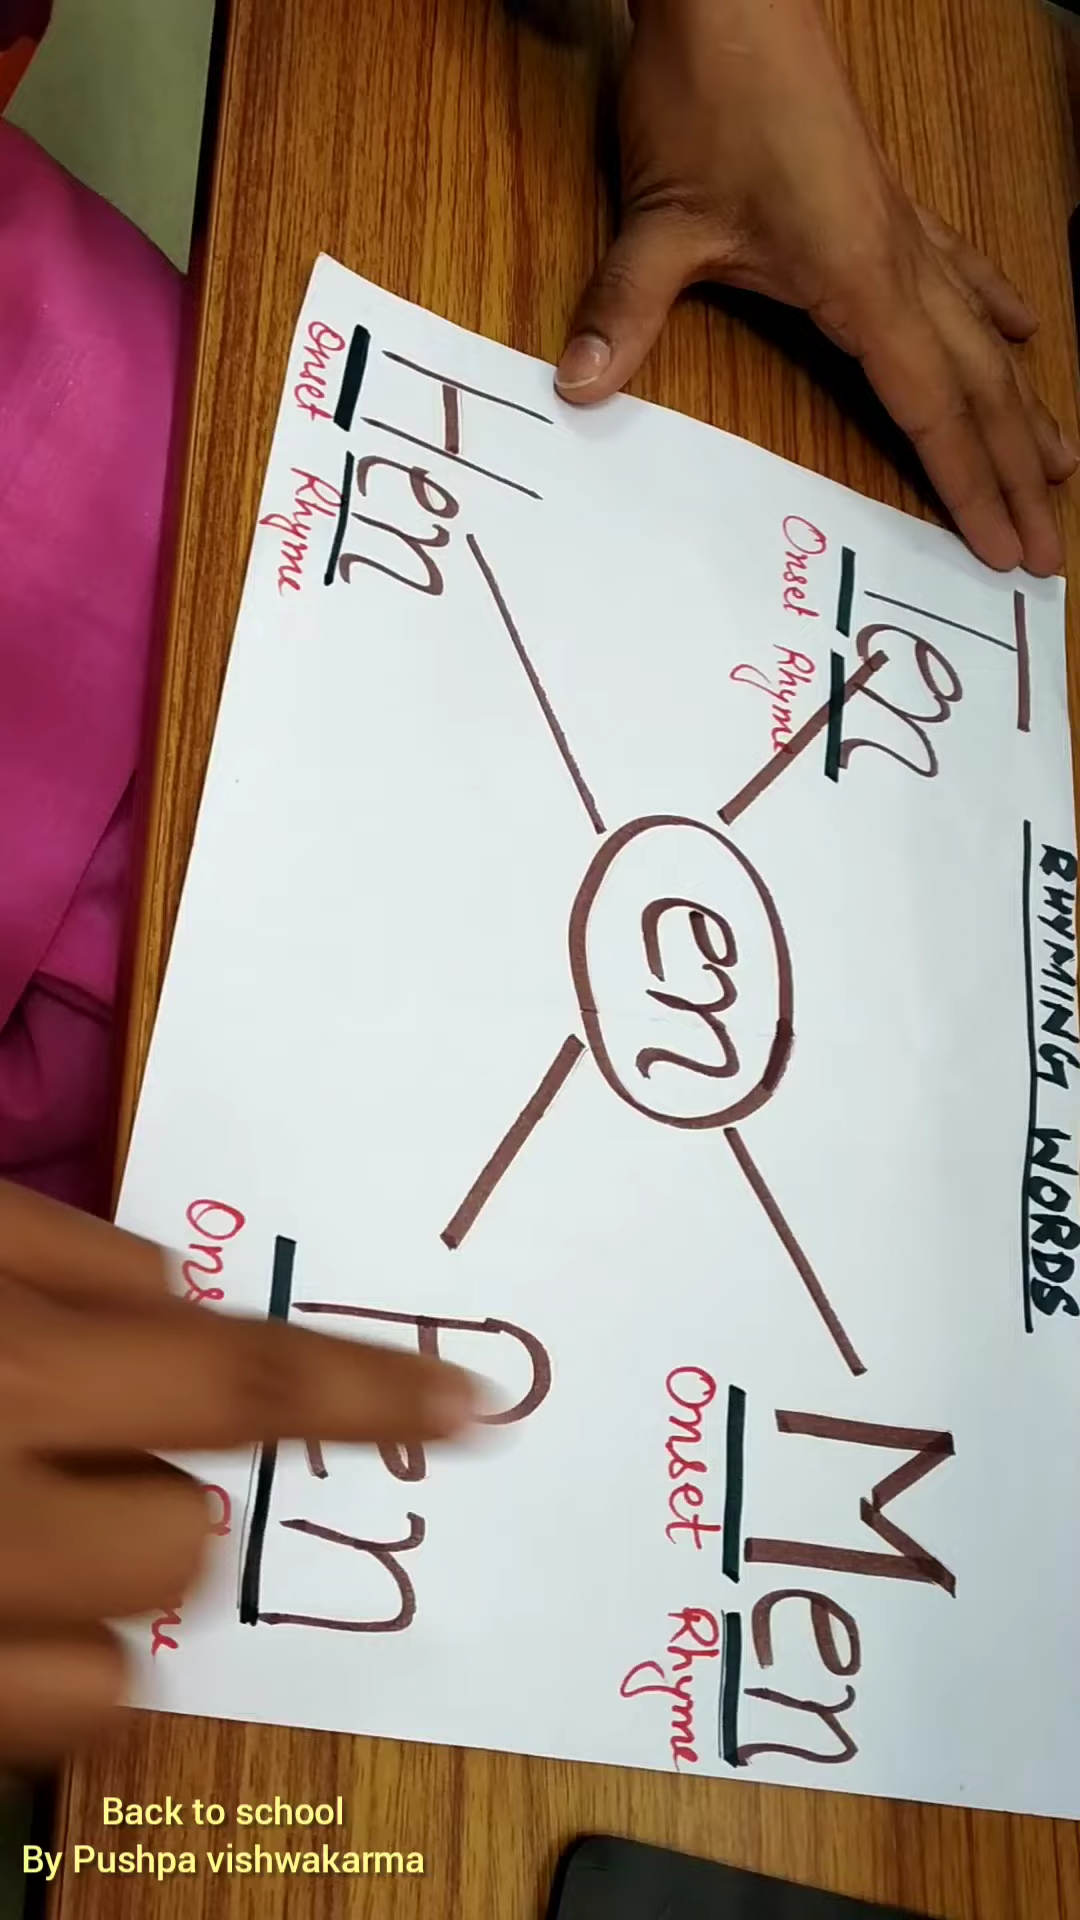 RHYMING WORDS
Ten
Onset Rhyme
Men
Onset Rhyme
en
Hen
Onset Rhyme
Pen
Back to school
By Pushpa vishwakarma